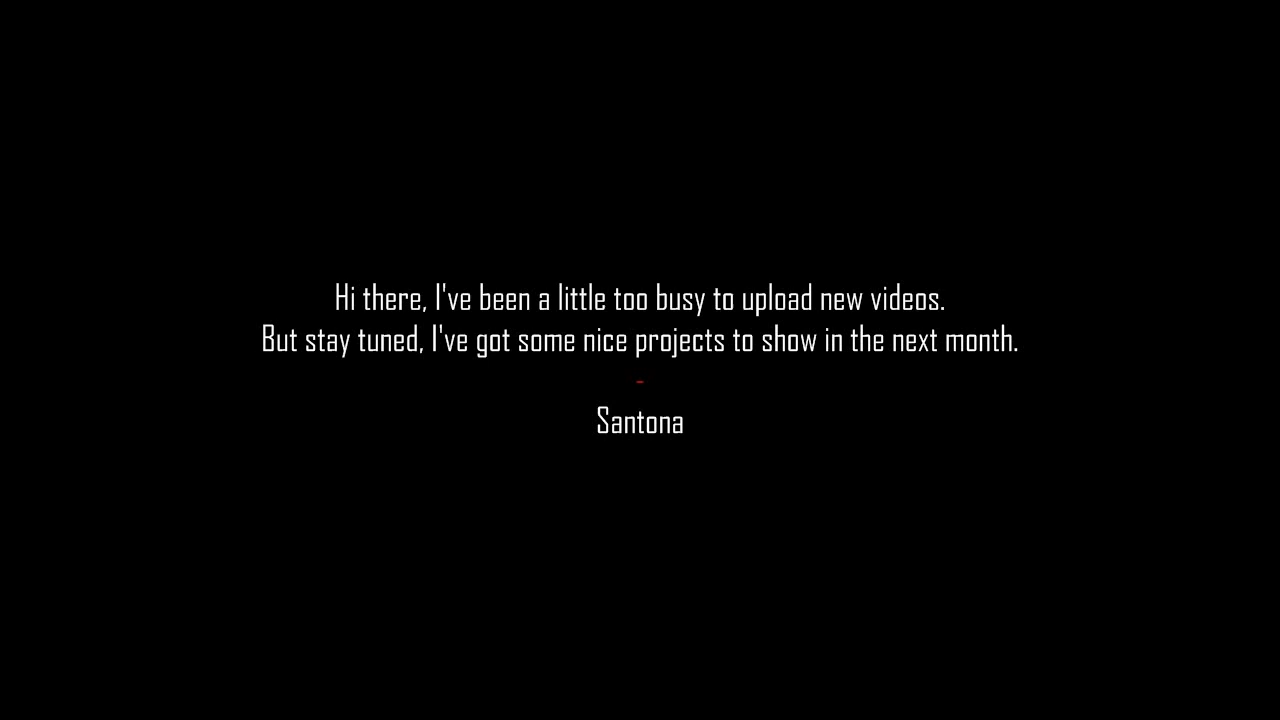 Hi there, I've been a little too busy to upload new videos.
But stay tuned, I've got some nice projects to show in the next month.
-
Santona